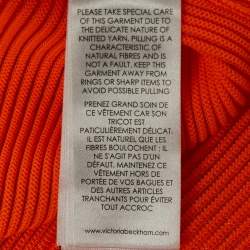 PLEASE TAKE SPECIAL CARE
OF THIS GARMENT DUE TO
THE DELICATE NATURE OF
KNITTED YARN. PILLING IS A
CHARACTERISTIC OF
NATURAL FIBRES AND IS
NOT A FAULT. KEEP THIS
GARMENT AWAY FROM
RINGS OR SHARP ITEMS TO
AVOID POSSIBLE PULLING
PRENEZ GRAND SOIN DE
CE VÊTEMENT CAR SON
TRICOT EST
PATICULIÈREMENT DÉLICAT.
IL EST NATUREL QUE LES
FIBRES BOULOCHENT : IL
NE S'AGIT PAS D'UN
DÉFAUT. MAINTENIR LE
VÊTEMENT HORS DE
PORTÉE DE VOS BAGUES ET
DES AUTRES ARTICLES
TRANCHANTS POUR ÉVITER
TOUT ACCROC
www.victoriabeckham.com